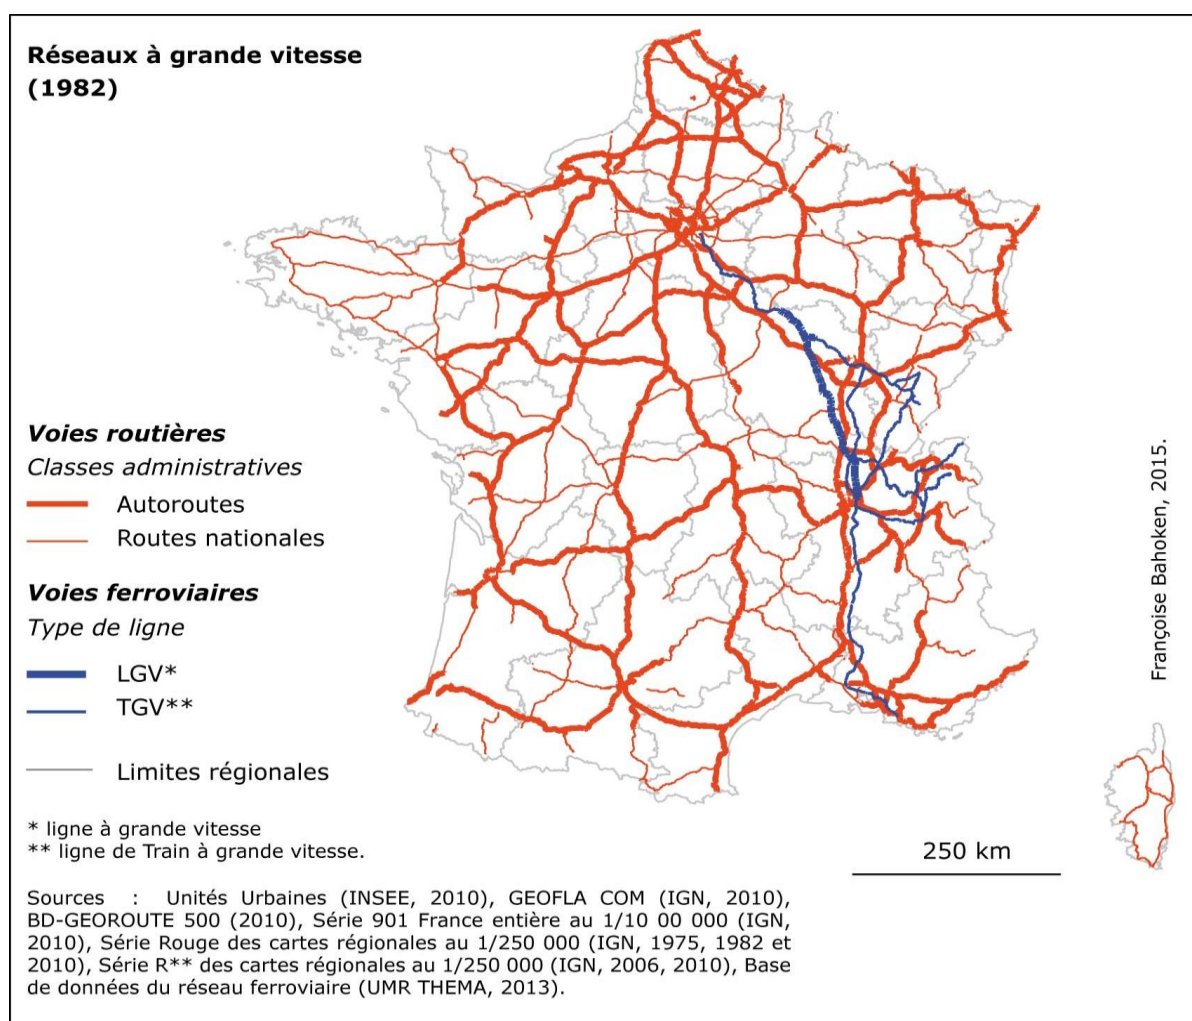 Réseaux à grande vitesse
(1982)
Voies routières
Classes administratives
Autoroutes
Routes nationales
Voies ferroviaires
Type de ligne
LGV*
TGV**
Limites régionales
* ligne à grande vitesse
** ligne de Train à grande vitesse.
250 km
Sources : Unités Urbaines (INSEE, 2010), GEOFLA COM (IGN, 2010),
BD-GEOROUTE 500 (2010), Série 901 France entière au 1/10 00 000 (IGN,
2010), Série Rouge des cartes régionales au 1/250 000 (IGN, 1975, 1982 et
2010), Série R** des cartes régionales au 1/250 000 (IGN, 2006, 2010), Base
de données du réseau ferroviaire (UMR THEMA, 2013).
Françoise Bahoken, 2015.